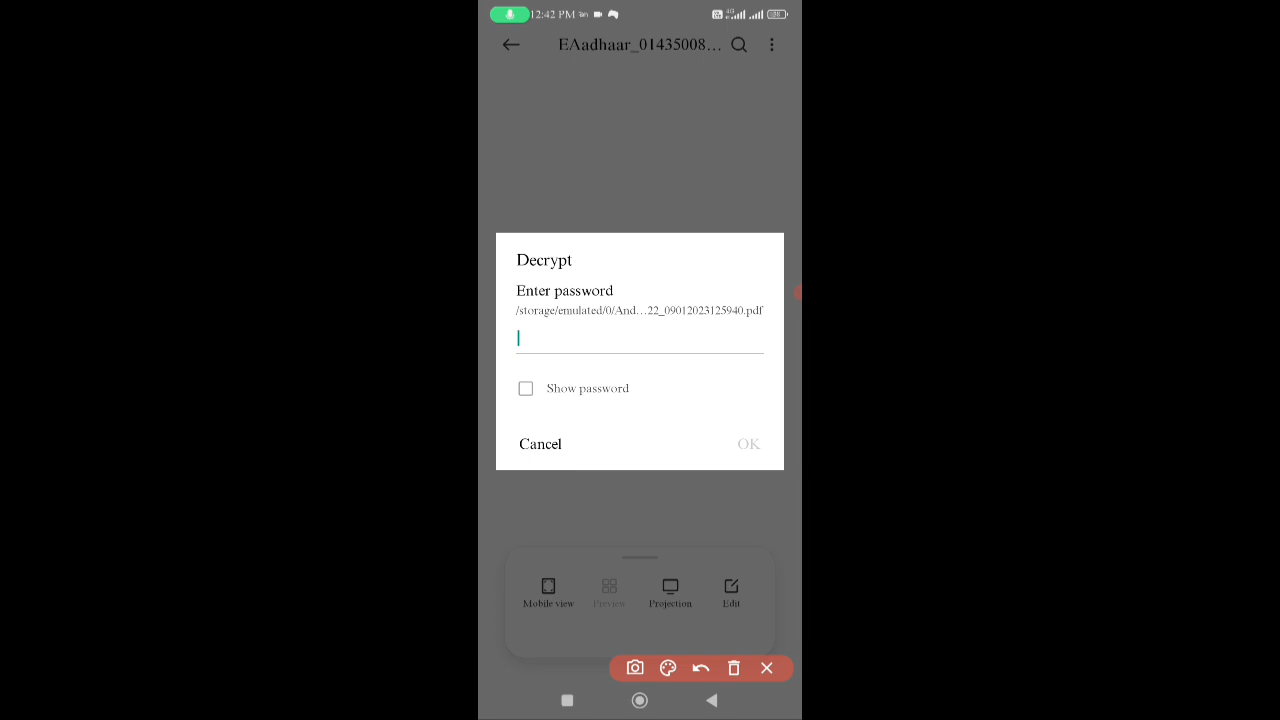 12:42 PM
EAadhaar_01435008...
Decrypt
Enter password
/storage/emulated/0/And...22_09012023125940.pdf
Show password
Cancel OK
Mobile view Preview Projection Edit